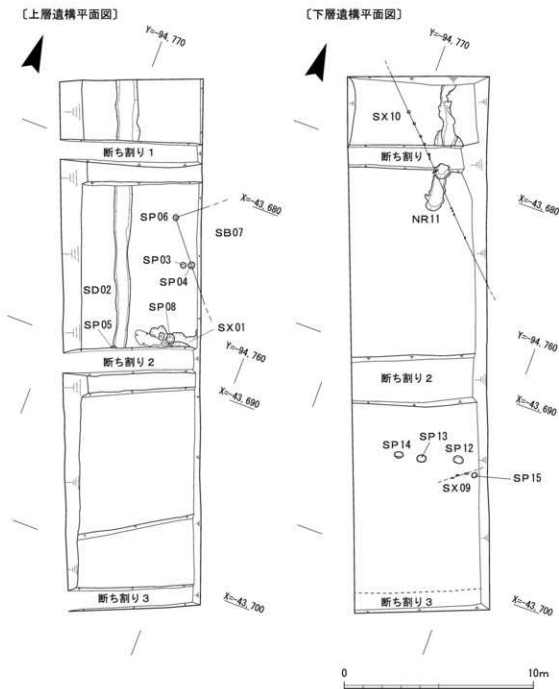 〔上層遺構平面図〕
Y=-94,770
断ち割り1
X=-43,680
SP06
SB07
SP03
SP04
SD02
SP08
SP05
SX01
断ち割り2
Y=-94,760
X=-43,690
断ち割り3
X=-43,700
〔下層遺構平面図〕
Y=-94,770
SX10
断ち割り1
X=-43,680
NR11
Y=-94,760
断ち割り2
X=-43,690
SP14
SP13
SP12
SX09
SP15
断ち割り3
X=-43,700
0
10m